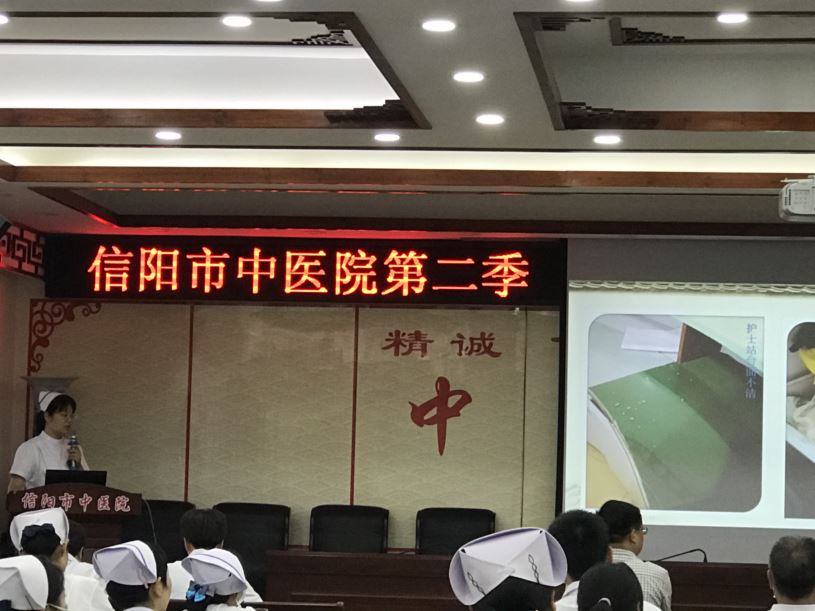 信阳市中医院第二季
精诚
中
护士站台面不洁
信阳市中医院